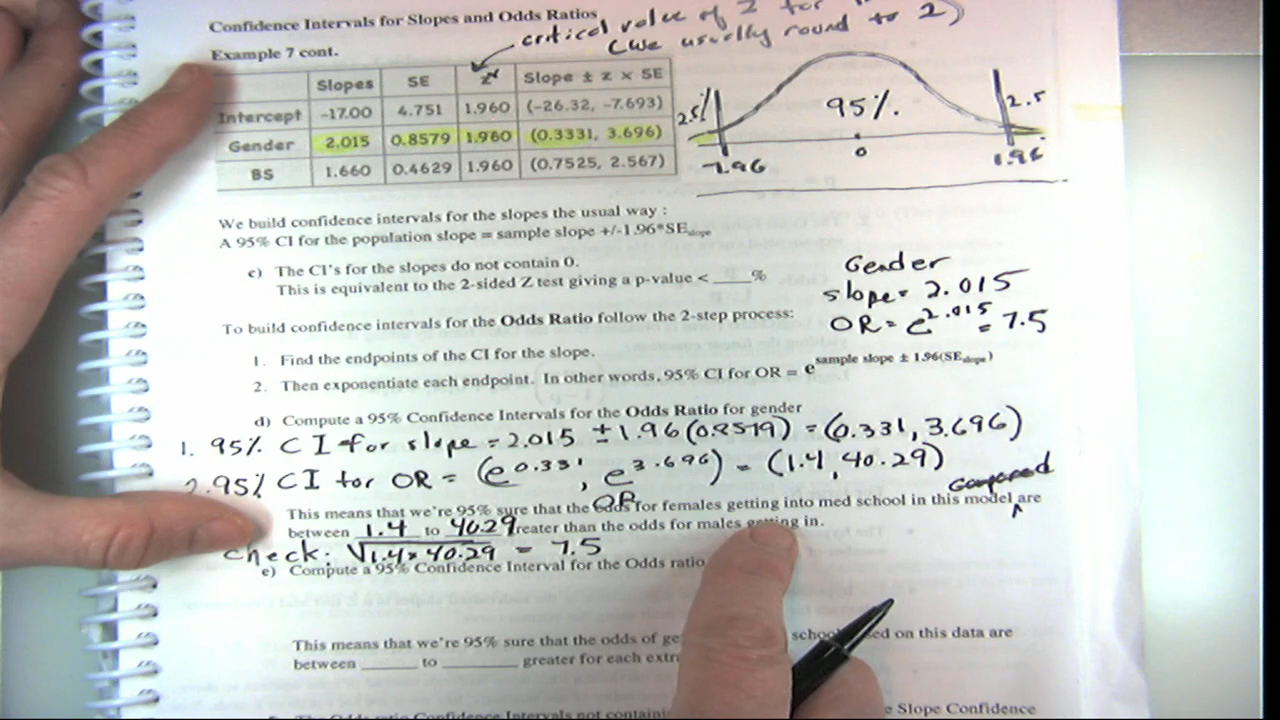 Confidence Intervals for Slopes and Odds Ratios
critical value of Z for
(we usually round to 2)
Example 7 cont.
Slopes SE z* Slope ± z x SE
Intercept -17.00 4.751 1.960 (-26.32, -7.693)
Gender 2.015 0.8579 1.960 (0.3331, 3.696)
BS 1.660 0.4629 1.960 (0.7525, 2.567)
2.5% 95% 2.5
-1.96 0 1.96
We build confidence intervals for the slopes the usual way :
A 95% CI for the population slope = sample slope +/-1.96*SEslope
c) The CI's for the slopes do not contain 0.
This is equivalent to the 2-sided Z test giving a p-value < ____%
Gender
slope = 2.015
OR = e^2.015 = 7.5
To build confidence intervals for the Odds Ratio follow the 2-step process:
1. Find the endpoints of the CI for the slope.
2. Then exponentiate each endpoint. In other words, 95% CI for OR = e^sample slope ± 1.96(SEslope)
d) Compute a 95% Confidence Intervals for the Odds Ratio for gender
1. 95% CI for slope = 2.015 ± 1.96(0.8579) = (0.331, 3.696)
2. 95% CI for OR = (e^0.331, e^3.696) = (1.4, 40.29)
compared
This means that we're 95% sure that the OR for females getting into med school in this model are
between 1.4 to 40.29 greater than the odds for males getting in.
check: √1.4×40.29 = 7.5
e) Compute a 95% Confidence Interval for the Odds ratio
This means that we're 95% sure that the odds of school based on this data are
between ______ to ______ greater for each
The Odds ratio Confidence Intervals not Slope Confidence